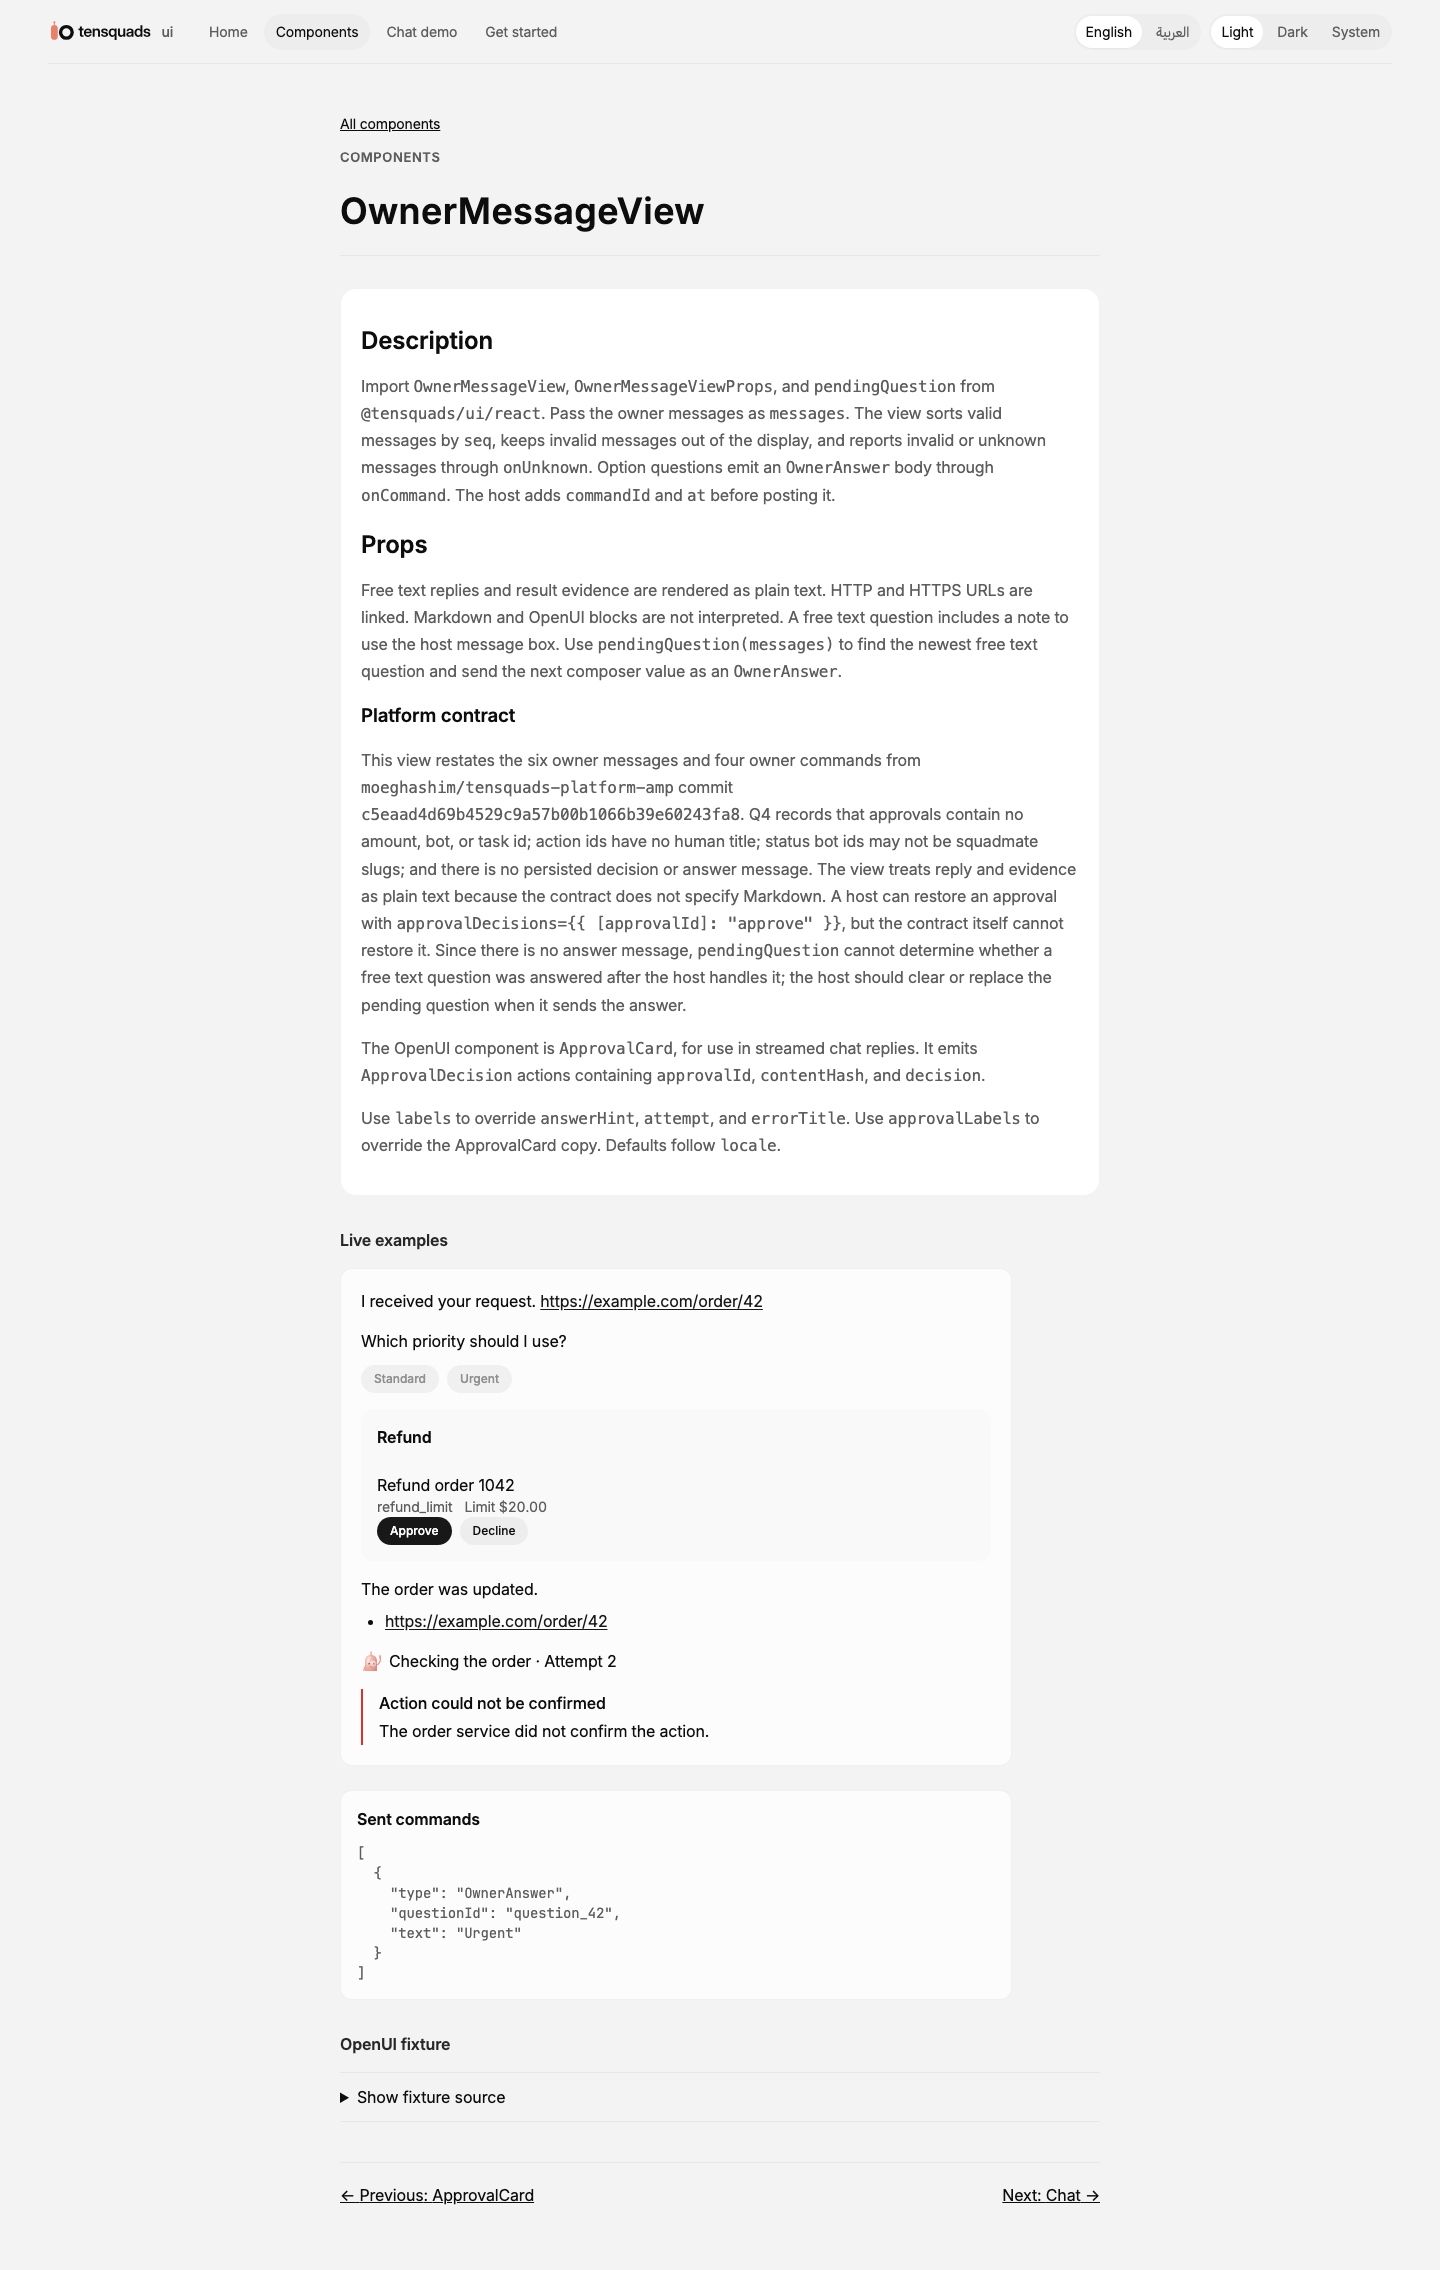 tensquads ui Home Components Chat demo Get started English العربية Light Dark System
All components
COMPONENTS
OwnerMessageView
Description
Import OwnerMessageView, OwnerMessageViewProps, and pendingQuestion from
@tensquads/ui/react. Pass the owner messages as messages. The view sorts valid
messages by seq, keeps invalid messages out of the display, and reports invalid or unknown
messages through onUnknown. Option questions emit an OwnerAnswer body through
onCommand. The host adds commandId and at before posting it.
Props
Free text replies and result evidence are rendered as plain text. HTTP and HTTPS URLs are
linked. Markdown and OpenUI blocks are not interpreted. A free text question includes a note to
use the host message box. Use pendingQuestion(messages) to find the newest free text
question and send the next composer value as an OwnerAnswer.
Platform contract
This view restates the six owner messages and four owner commands from
moeghashim/tensquads-platform-amp commit
c5eaad4d69b4529c9a57b00b1066b39e60243fa8. Q4 records that approvals contain no
amount, bot, or task id; action ids have no human title; status bot ids may not be squadmate
slugs; and there is no persisted decision or answer message. The view treats reply and evidence
as plain text because the contract does not specify Markdown. A host can restore an approval
with approvalDecisions={{ [approvalId]: "approve" }}, but the contract itself cannot
restore it. Since there is no answer message, pendingQuestion cannot determine whether a
free text question was answered after the host handles it; the host should clear or replace the
pending question when it sends the answer.
The OpenUI component is ApprovalCard, for use in streamed chat replies. It emits
ApprovalDecision actions containing approvalId, contentHash, and decision.
Use labels to override answerHint, attempt, and errorTitle. Use approvalLabels to
override the ApprovalCard copy. Defaults follow locale.
Live examples
I received your request. https://example.com/order/42
Which priority should I use?
Standard Urgent
Refund
Refund order 1042
refund_limit Limit $20.00
Approve Decline
The order was updated.
• https://example.com/order/42
Checking the order · Attempt 2
Action could not be confirmed
The order service did not confirm the action.
Sent commands
[
{
"type": "OwnerAnswer",
"questionId": "question_42",
"text": "Urgent"
}
]
OpenUI fixture
▶ Show fixture source
← Previous: ApprovalCard Next: Chat →